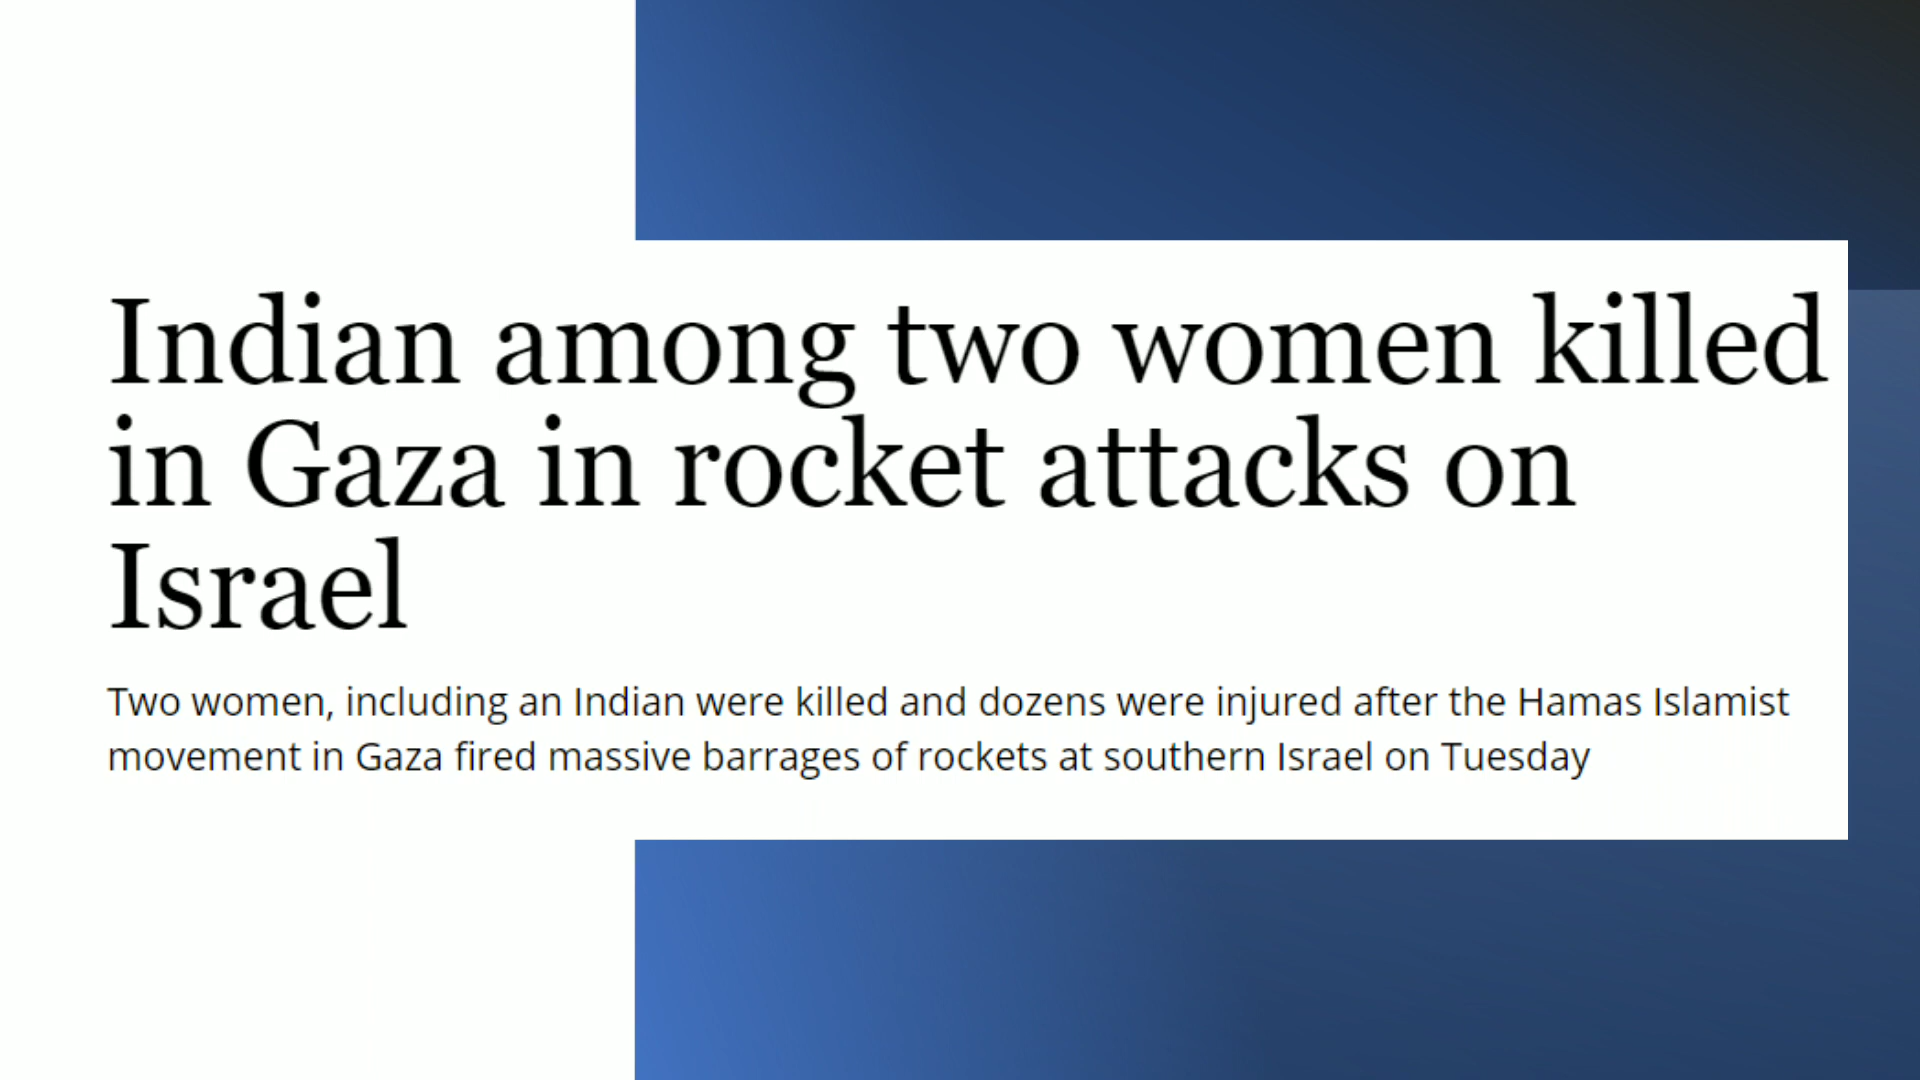 Indian among two women killed
in Gaza in rocket attacks on
Israel
Two women, including an Indian were killed and dozens were injured after the Hamas Islamist
movement in Gaza fired massive barrages of rockets at southern Israel on Tuesday